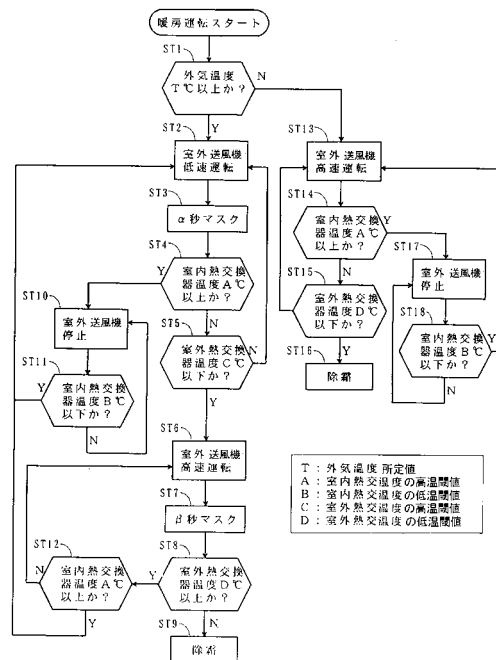 暖房運転スタート
ST1
外気温度
T℃以上か?
N
Y
ST2
室外送風機
低速運転
ST3
α秒マスク
ST4
室内熱交換
器温度A℃
以上か?
Y
N
ST10
室外送風機
停止
ST11
室内熱交換
器温度B℃
以下か?
Y
N
ST5
室外熱交換
器温度C℃
以下か?
N
Y
ST6
室外送風機
高速運転
ST7
β秒マスク
ST8
室外熱交換
器温度D℃
以上か?
Y
N
ST12
室内熱交換
器温度A℃
以上か?
N
Y
ST9
除霜
ST13
室外送風機
高速運転
ST14
室内熱交換
器温度A℃
以上か?
Y
N
ST15
室外熱交換
器温度D℃
以下か?
Y
ST16
除霜
ST17
室外送風機
停止
ST18
室内熱交換
器温度B℃
以下か?
Y
N
T:外気温度所定値
A:室内熱交温度の高温閾値
B:室内熱交温度の低温閾値
C:室外熱交温度の高温閾値
D:室外熱交温度の低温閾値